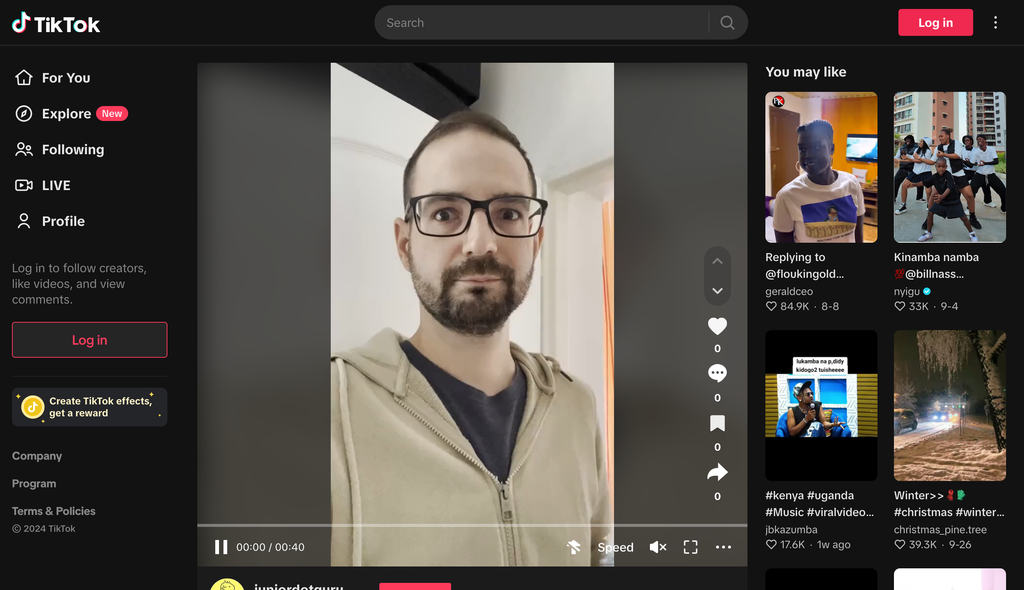 TikTok
Search
Log in
For You
Explore New
Following
LIVE
Profile
Log in to follow creators,
like videos, and view
comments.
Log in
Create TikTok effects,
get a reward
Company
Program
Terms & Policies
© 2024 TikTok
0
0
0
0
00:00 / 00:40
Speed
juniordotguru
You may like
Replying to
@floukingold...
geraldceo
84.9K · 8-8
Kinamba namba
💯@billnass...
nyigu
33K · 9-4
lukamba na p,didy
kidogo2 tuisheeee
#kenya #uganda
#Music #viralvideo...
jbkazumba
17.6K · 1w ago
Winter>>
#christmas #winter...
christmas_pine.tree
39.3K · 9-26